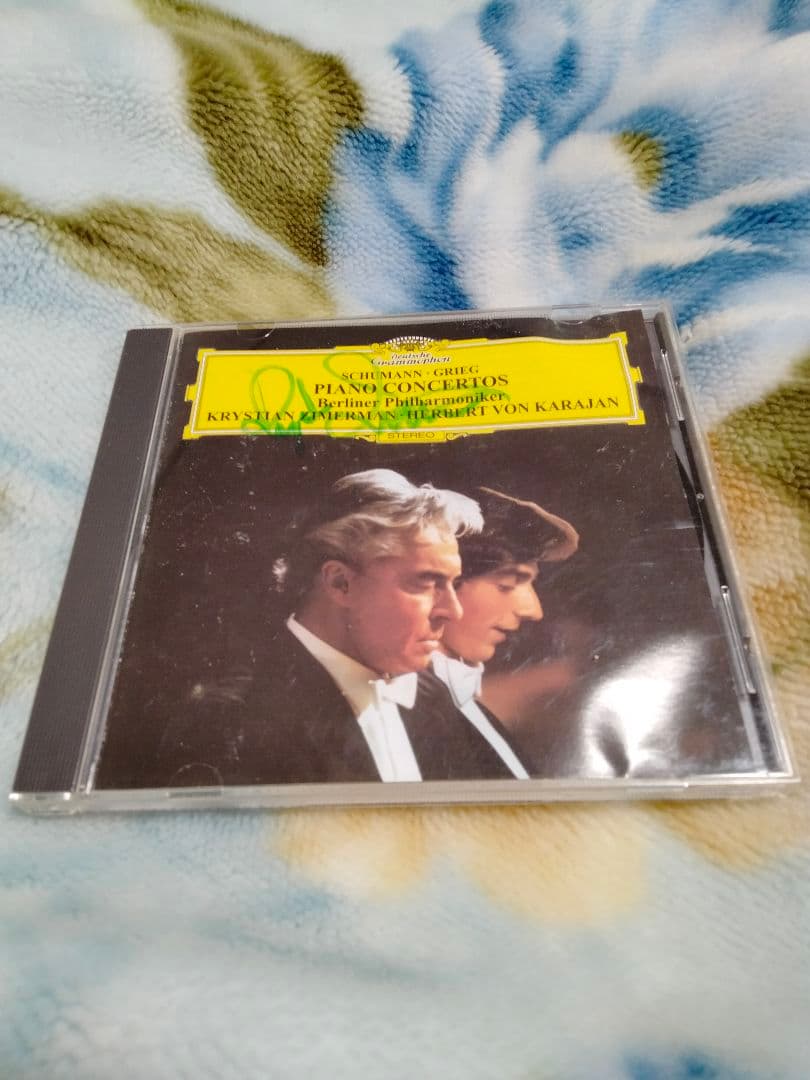 Deutsche
Grammophon
SCHUMANN · GRIEG
PIANO CONCERTOS
Berliner Philharmoniker
KRYSTIAN ZIMERMAN · HERBERT VON KARAJAN
STEREO